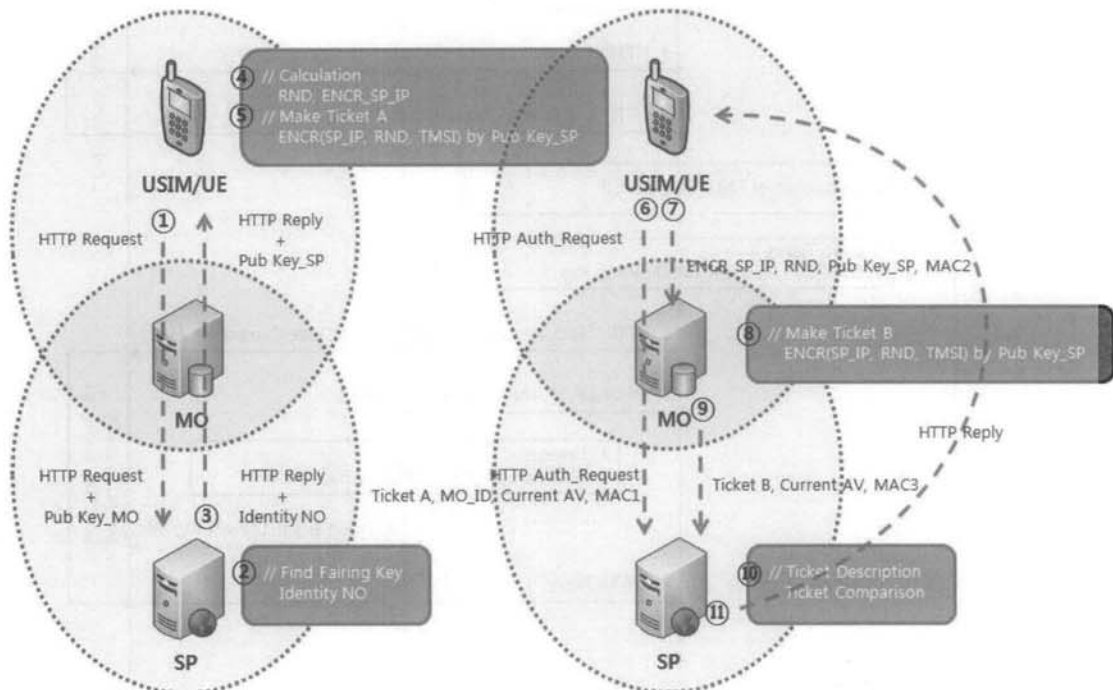 ④ // Calculation
RND, ENCR_SP_IP
⑤ // Make Ticket A
ENCR(SP_IP, RND, TMSI) by Pub Key_SP
USIM/UE
①
HTTP Request
HTTP Reply
+
Pub Key_SP
MO
HTTP Request
+
Pub Key_MO
③
HTTP Reply
+
Identity NO
② // Find Fairing Key
Identity NO
SP
USIM/UE
⑥ ⑦
HTTP Auth_Request
ENCR_SP_IP, RND, Pub Key_SP, MAC2
⑧ // Make Ticket B
ENCR(SP_IP, RND, TMSI) by Pub Key_SP
MO ⑨
HTTP Reply
HTTP Auth_Request
Ticket A, MO_ID, Current AV, MAC1
Ticket B, Current AV, MAC3
⑩ // Ticket Description
Ticket Comparison
⑪
SP